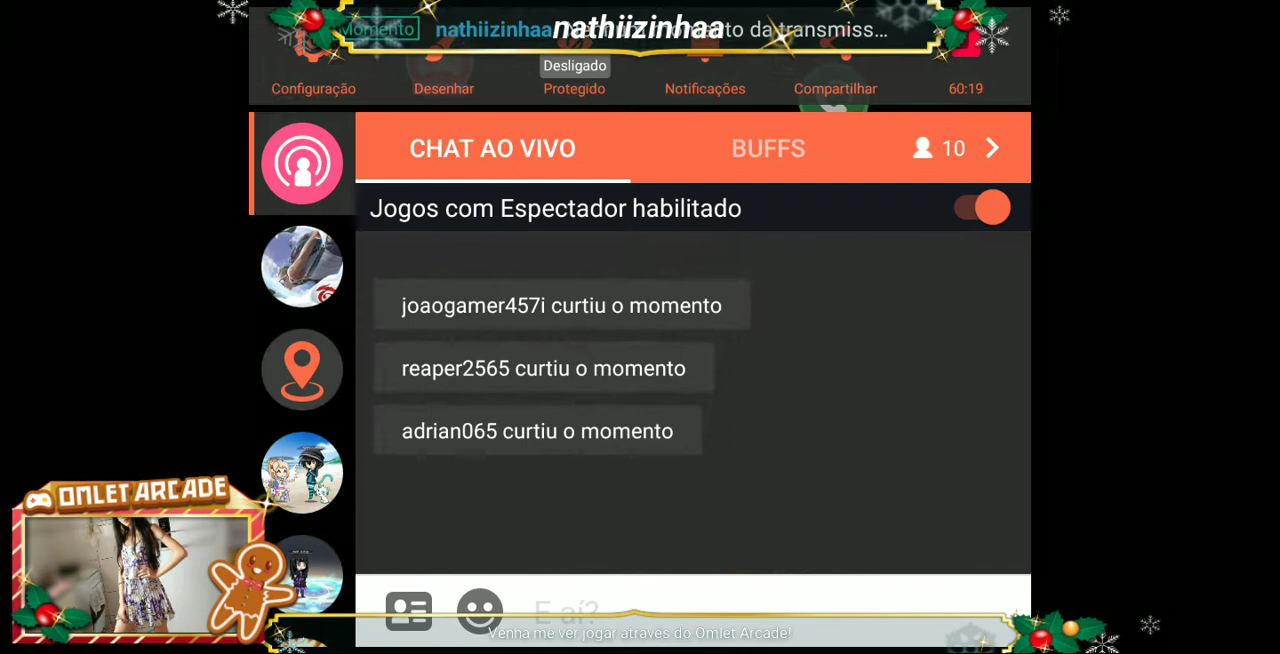 nathiizinhaa
Momento nathiizinhaa momento da transmiss...
Desligado
Configuração Desenhar Protegido Notificações Compartilhar 60:19
CHAT AO VIVO BUFFS 10
Jogos com Espectador habilitado
joaogamer457i curtiu o momento
reaper2565 curtiu o momento
adrian065 curtiu o momento
OMLET ARCADE
E aí?
Venha me ver jogar através do Omlet Arcade!